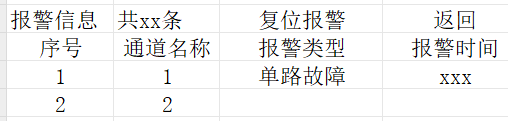 报警信息 共xx条 复位报警 返回
序号 通道名称 报警类型 报警时间
1 1 单路故障 xxx
2 2